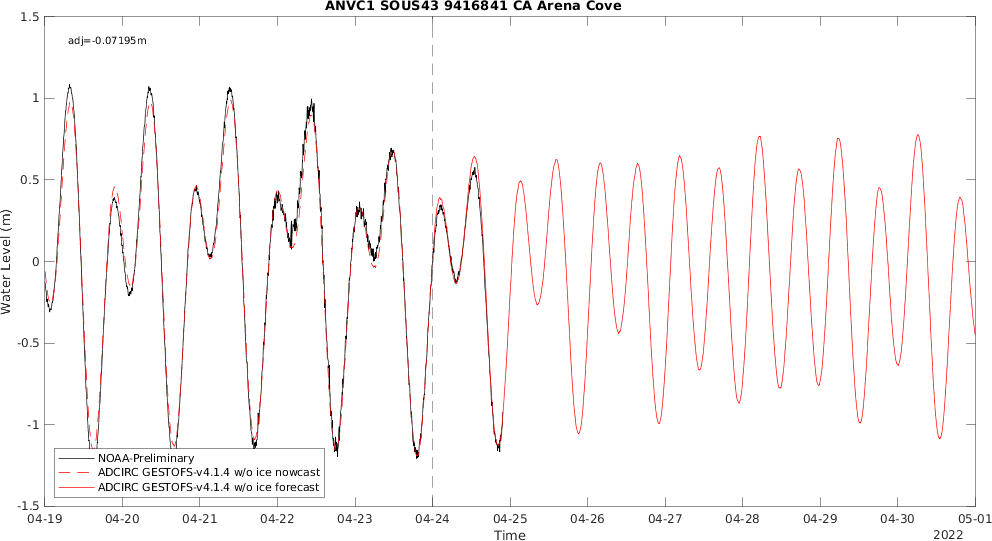 ANVC1 SOUS43 9416841 CA Arena Cove
adj=-0.07195m
1.5
1
0.5
0
-0.5
-1
-1.5
Water Level (m)
NOAA-Preliminary
ADCIRC GESTOFS-v4.1.4 w/o ice nowcast
ADCIRC GESTOFS-v4.1.4 w/o ice forecast
04-19 04-20 04-21 04-22 04-23 04-24 04-25 04-26 04-27 04-28 04-29 04-30 05-01
Time
2022